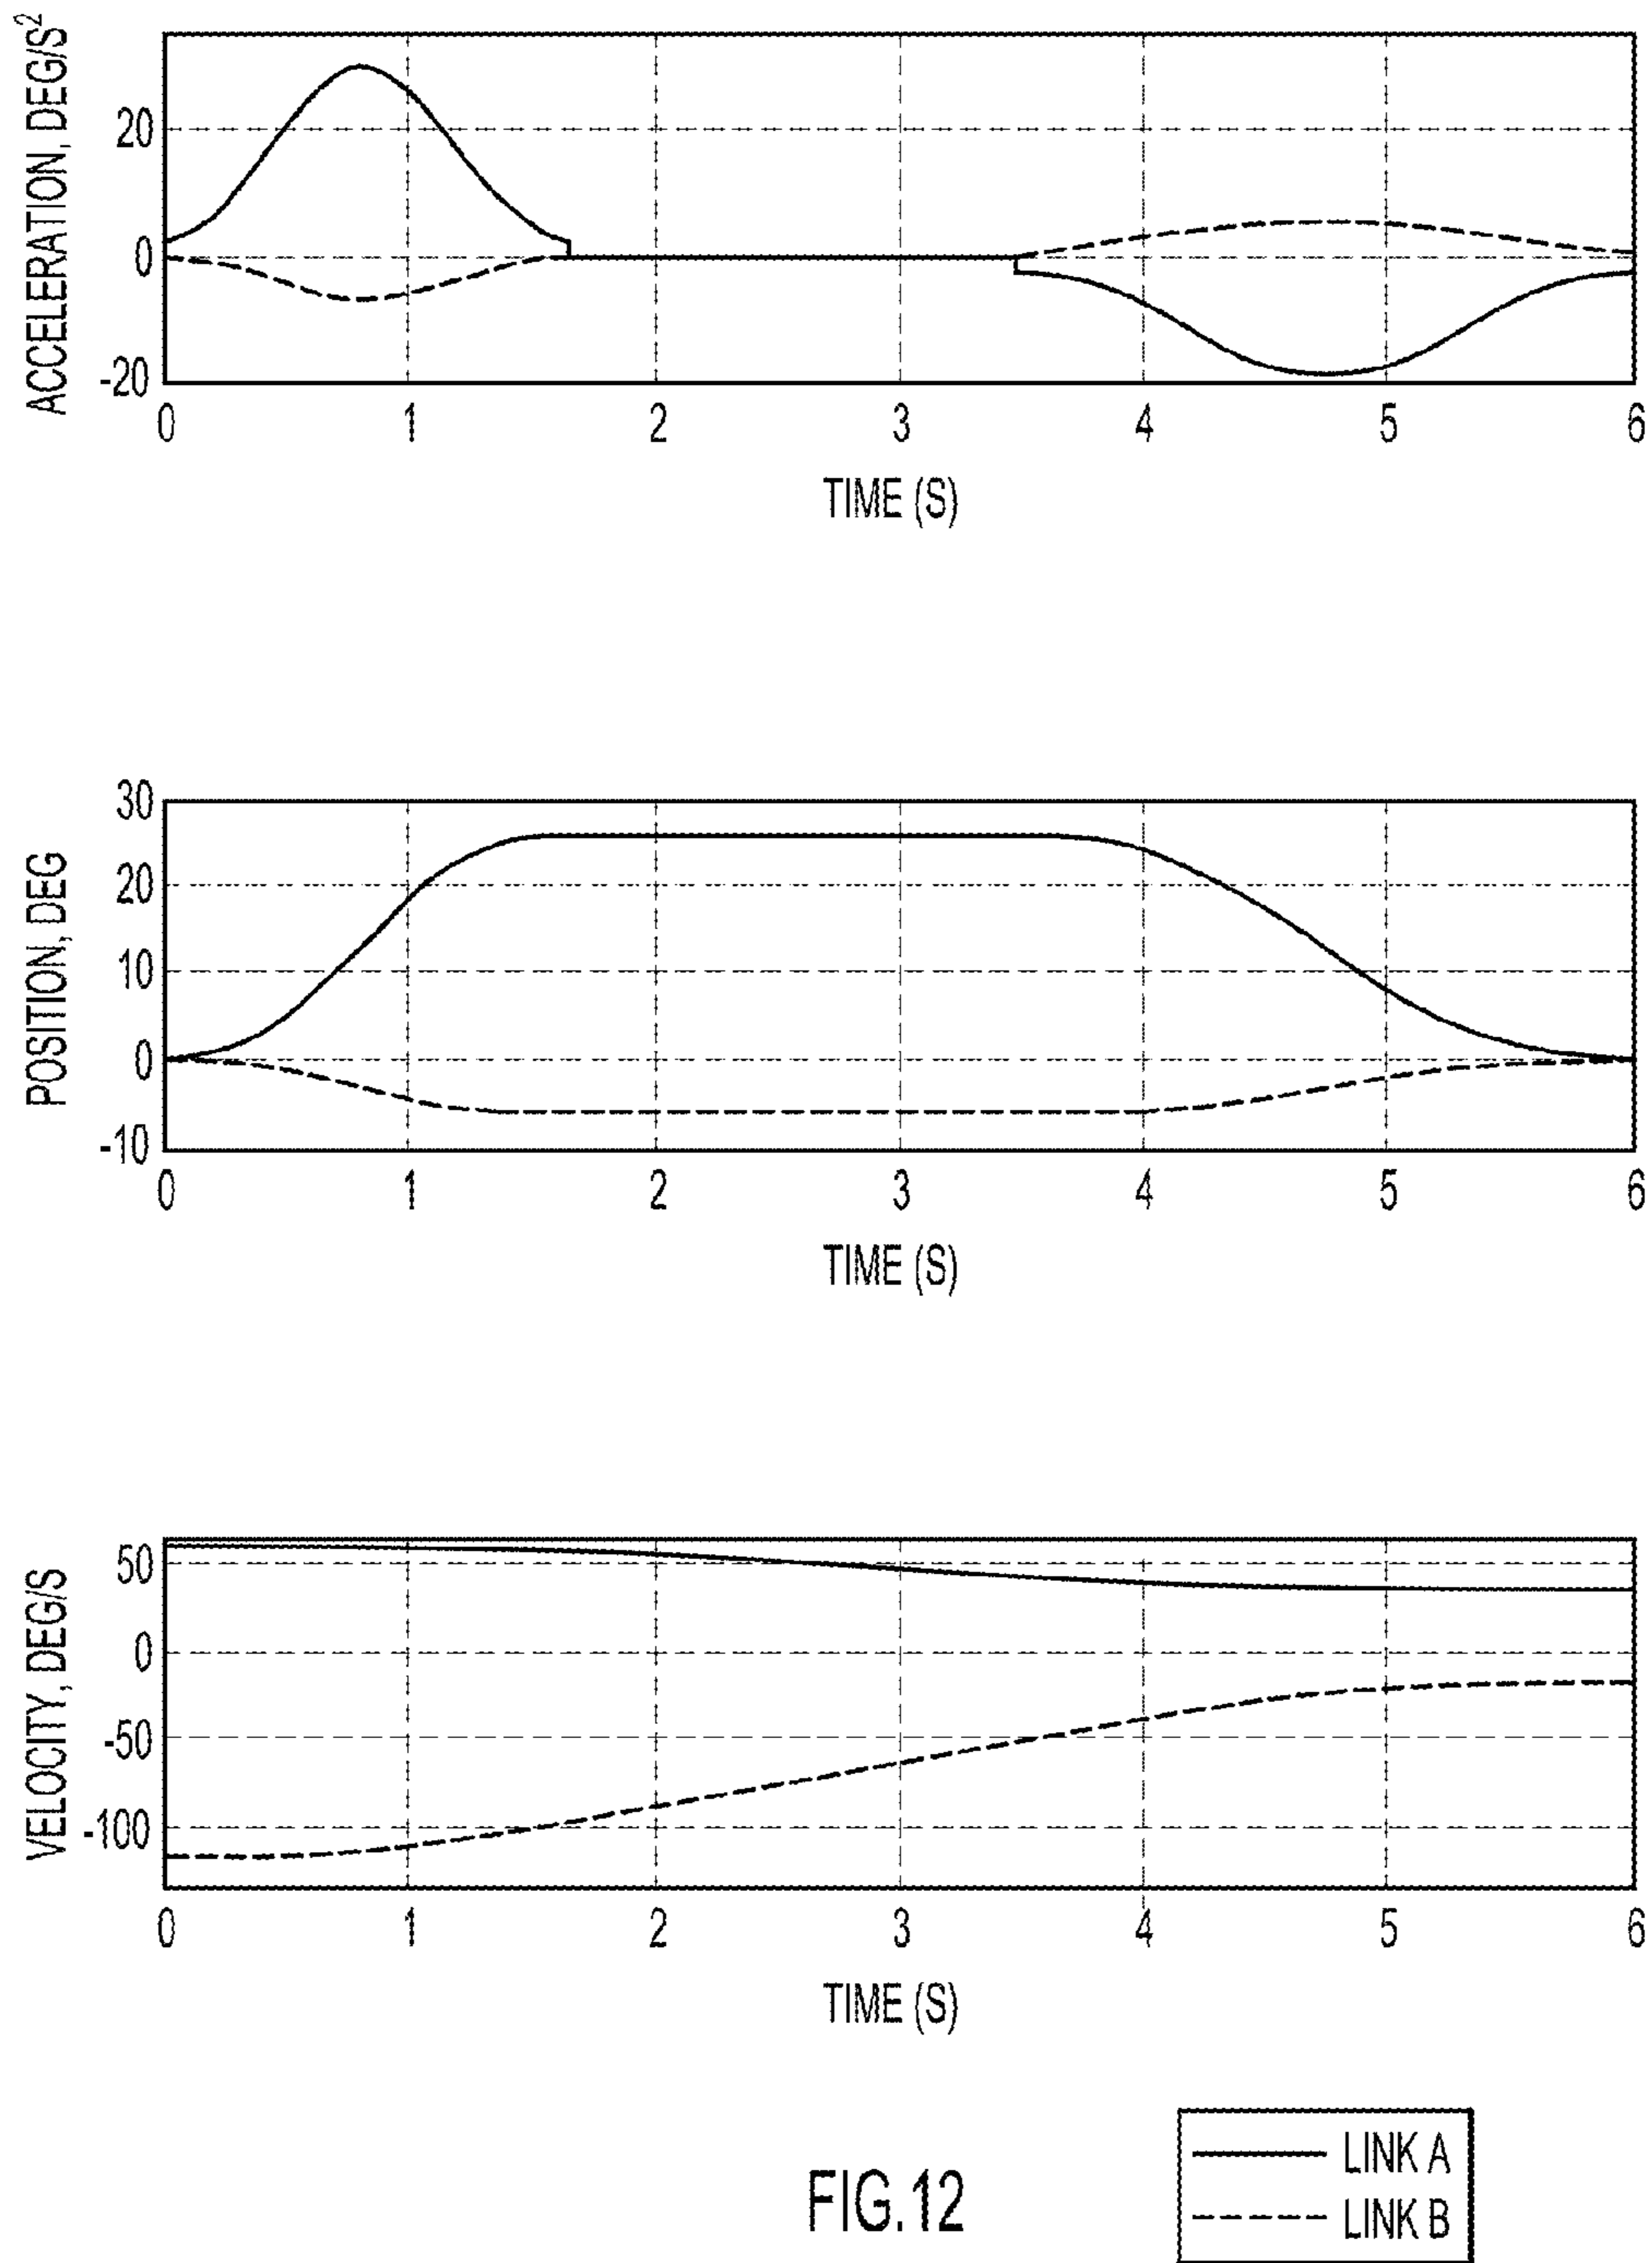 ACCELERATION, DEG/S²
20
0
-20
0 1 2 3 4 5 6
TIME (S)
POSITION, DEG
30
20
10
0
-10
0 1 2 3 4 5 6
TIME (S)
VELOCITY, DEG/S
50
0
-50
-100
0 1 2 3 4 5 6
TIME (S)
FIG.12
LINK A
LINK B